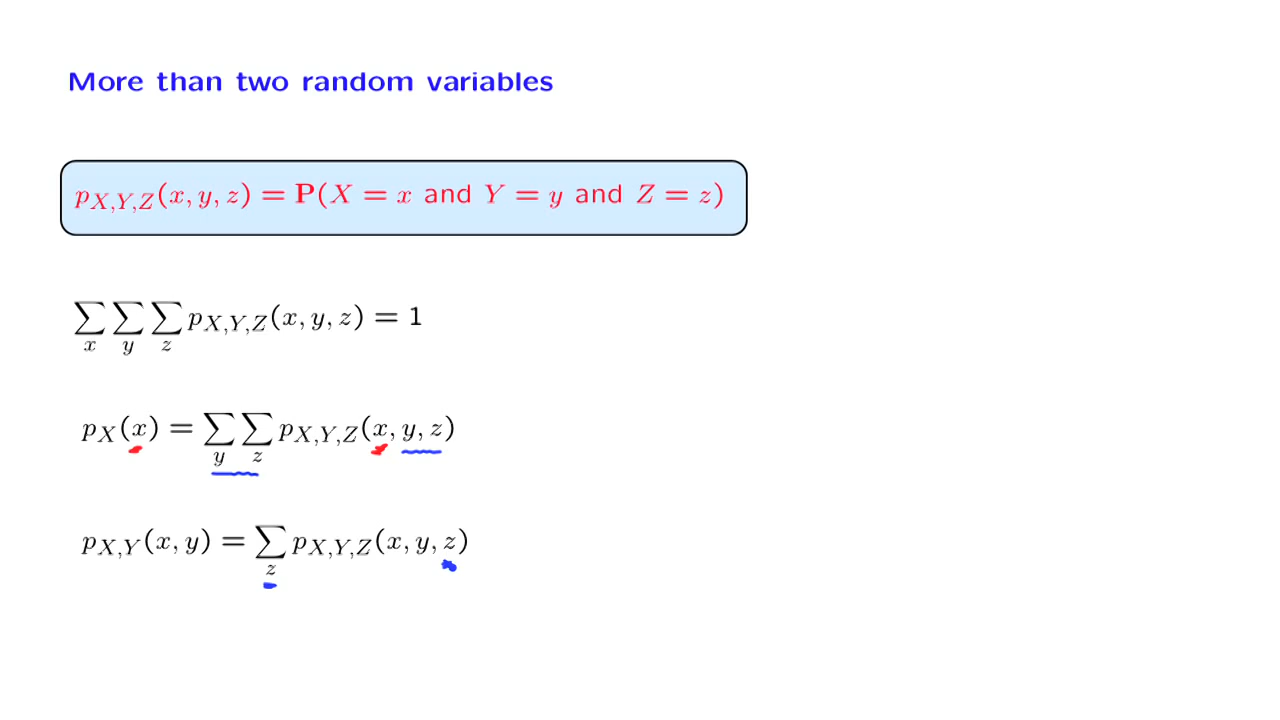 More than two random variables
p_{X,Y,Z}(x, y, z) = P(X = x and Y = y and Z = z)
∑_x ∑_y ∑_z p_{X,Y,Z}(x, y, z) = 1
p_X(x) = ∑_y ∑_z p_{X,Y,Z}(x, y, z)
p_{X,Y}(x, y) = ∑_z p_{X,Y,Z}(x, y, z)